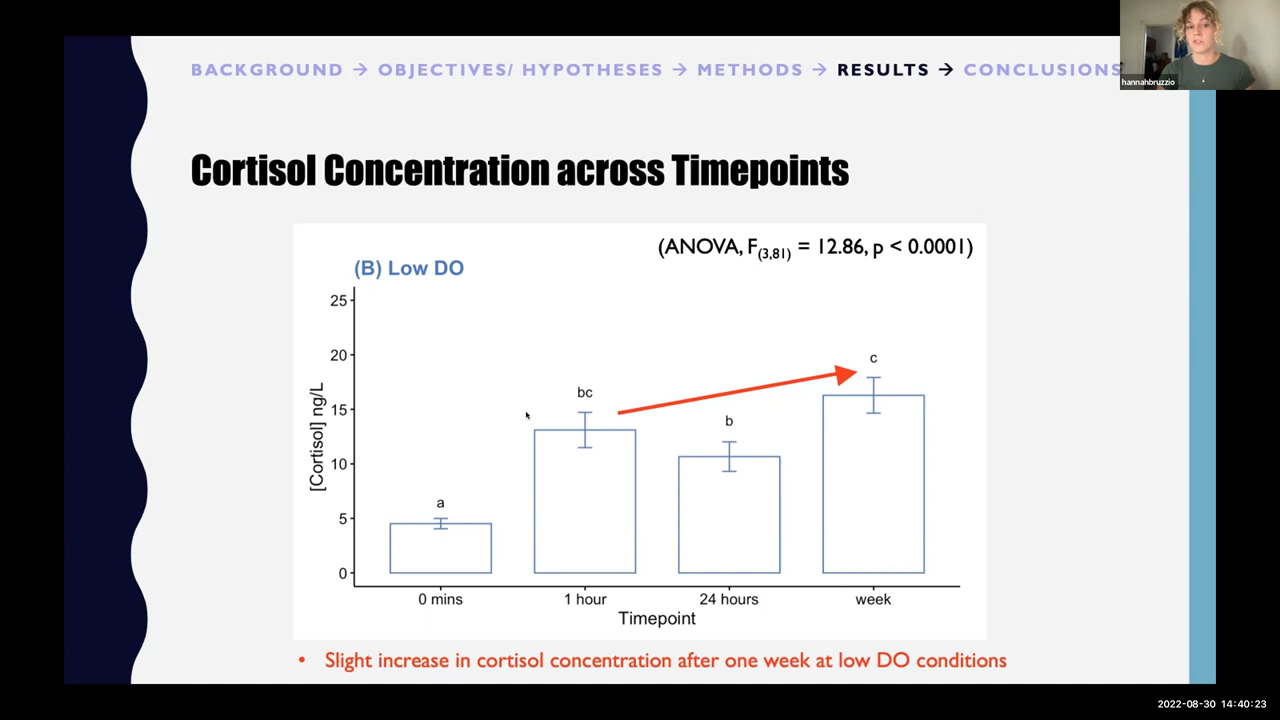 BACKGROUND → OBJECTIVES/ HYPOTHESES → METHODS → RESULTS → CONCLUSIONS
hannahbruzzio
Cortisol Concentration across Timepoints
(ANOVA, F(3,81) = 12.86, p < 0.0001)
(B) Low DO
[Cortisol] ng/L
25
20
15
10
5
0
a
bc
b
c
0 mins
1 hour
24 hours
week
Timepoint
• Slight increase in cortisol concentration after one week at low DO conditions
2022-08-30 14:40:23